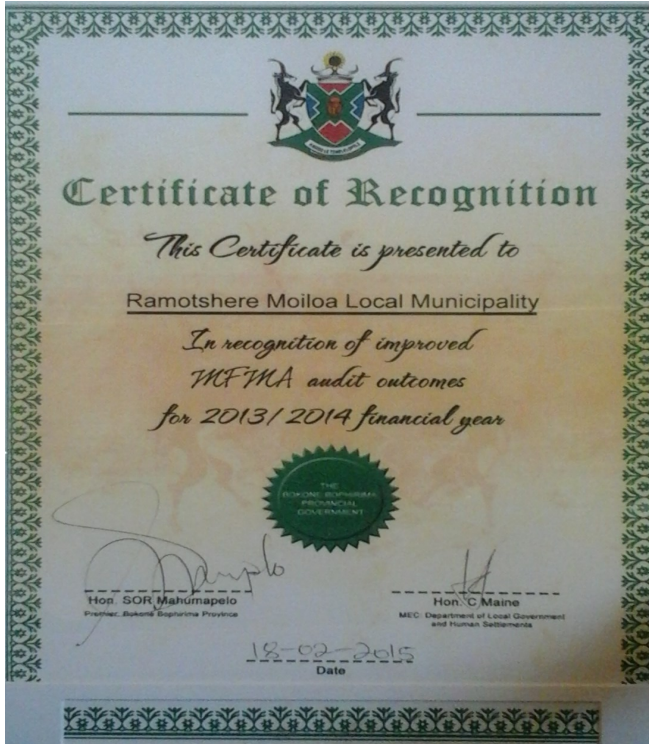 Certificate of Recognition
This Certificate is presented to
Ramotshere Moiloa Local Municipality
In recognition of improved
MFMA audit outcomes
for 2013/2014 financial year
THE
BOKONE BOPHIRIMA
PROVINCIAL
GOVERNMENT
Hon. SOR Mahumapelo
Premier: Bokone Bophirima Province
Hon. C Maine
MEC: Department of Local Government
and Human Settlements
18-02-2015
Date